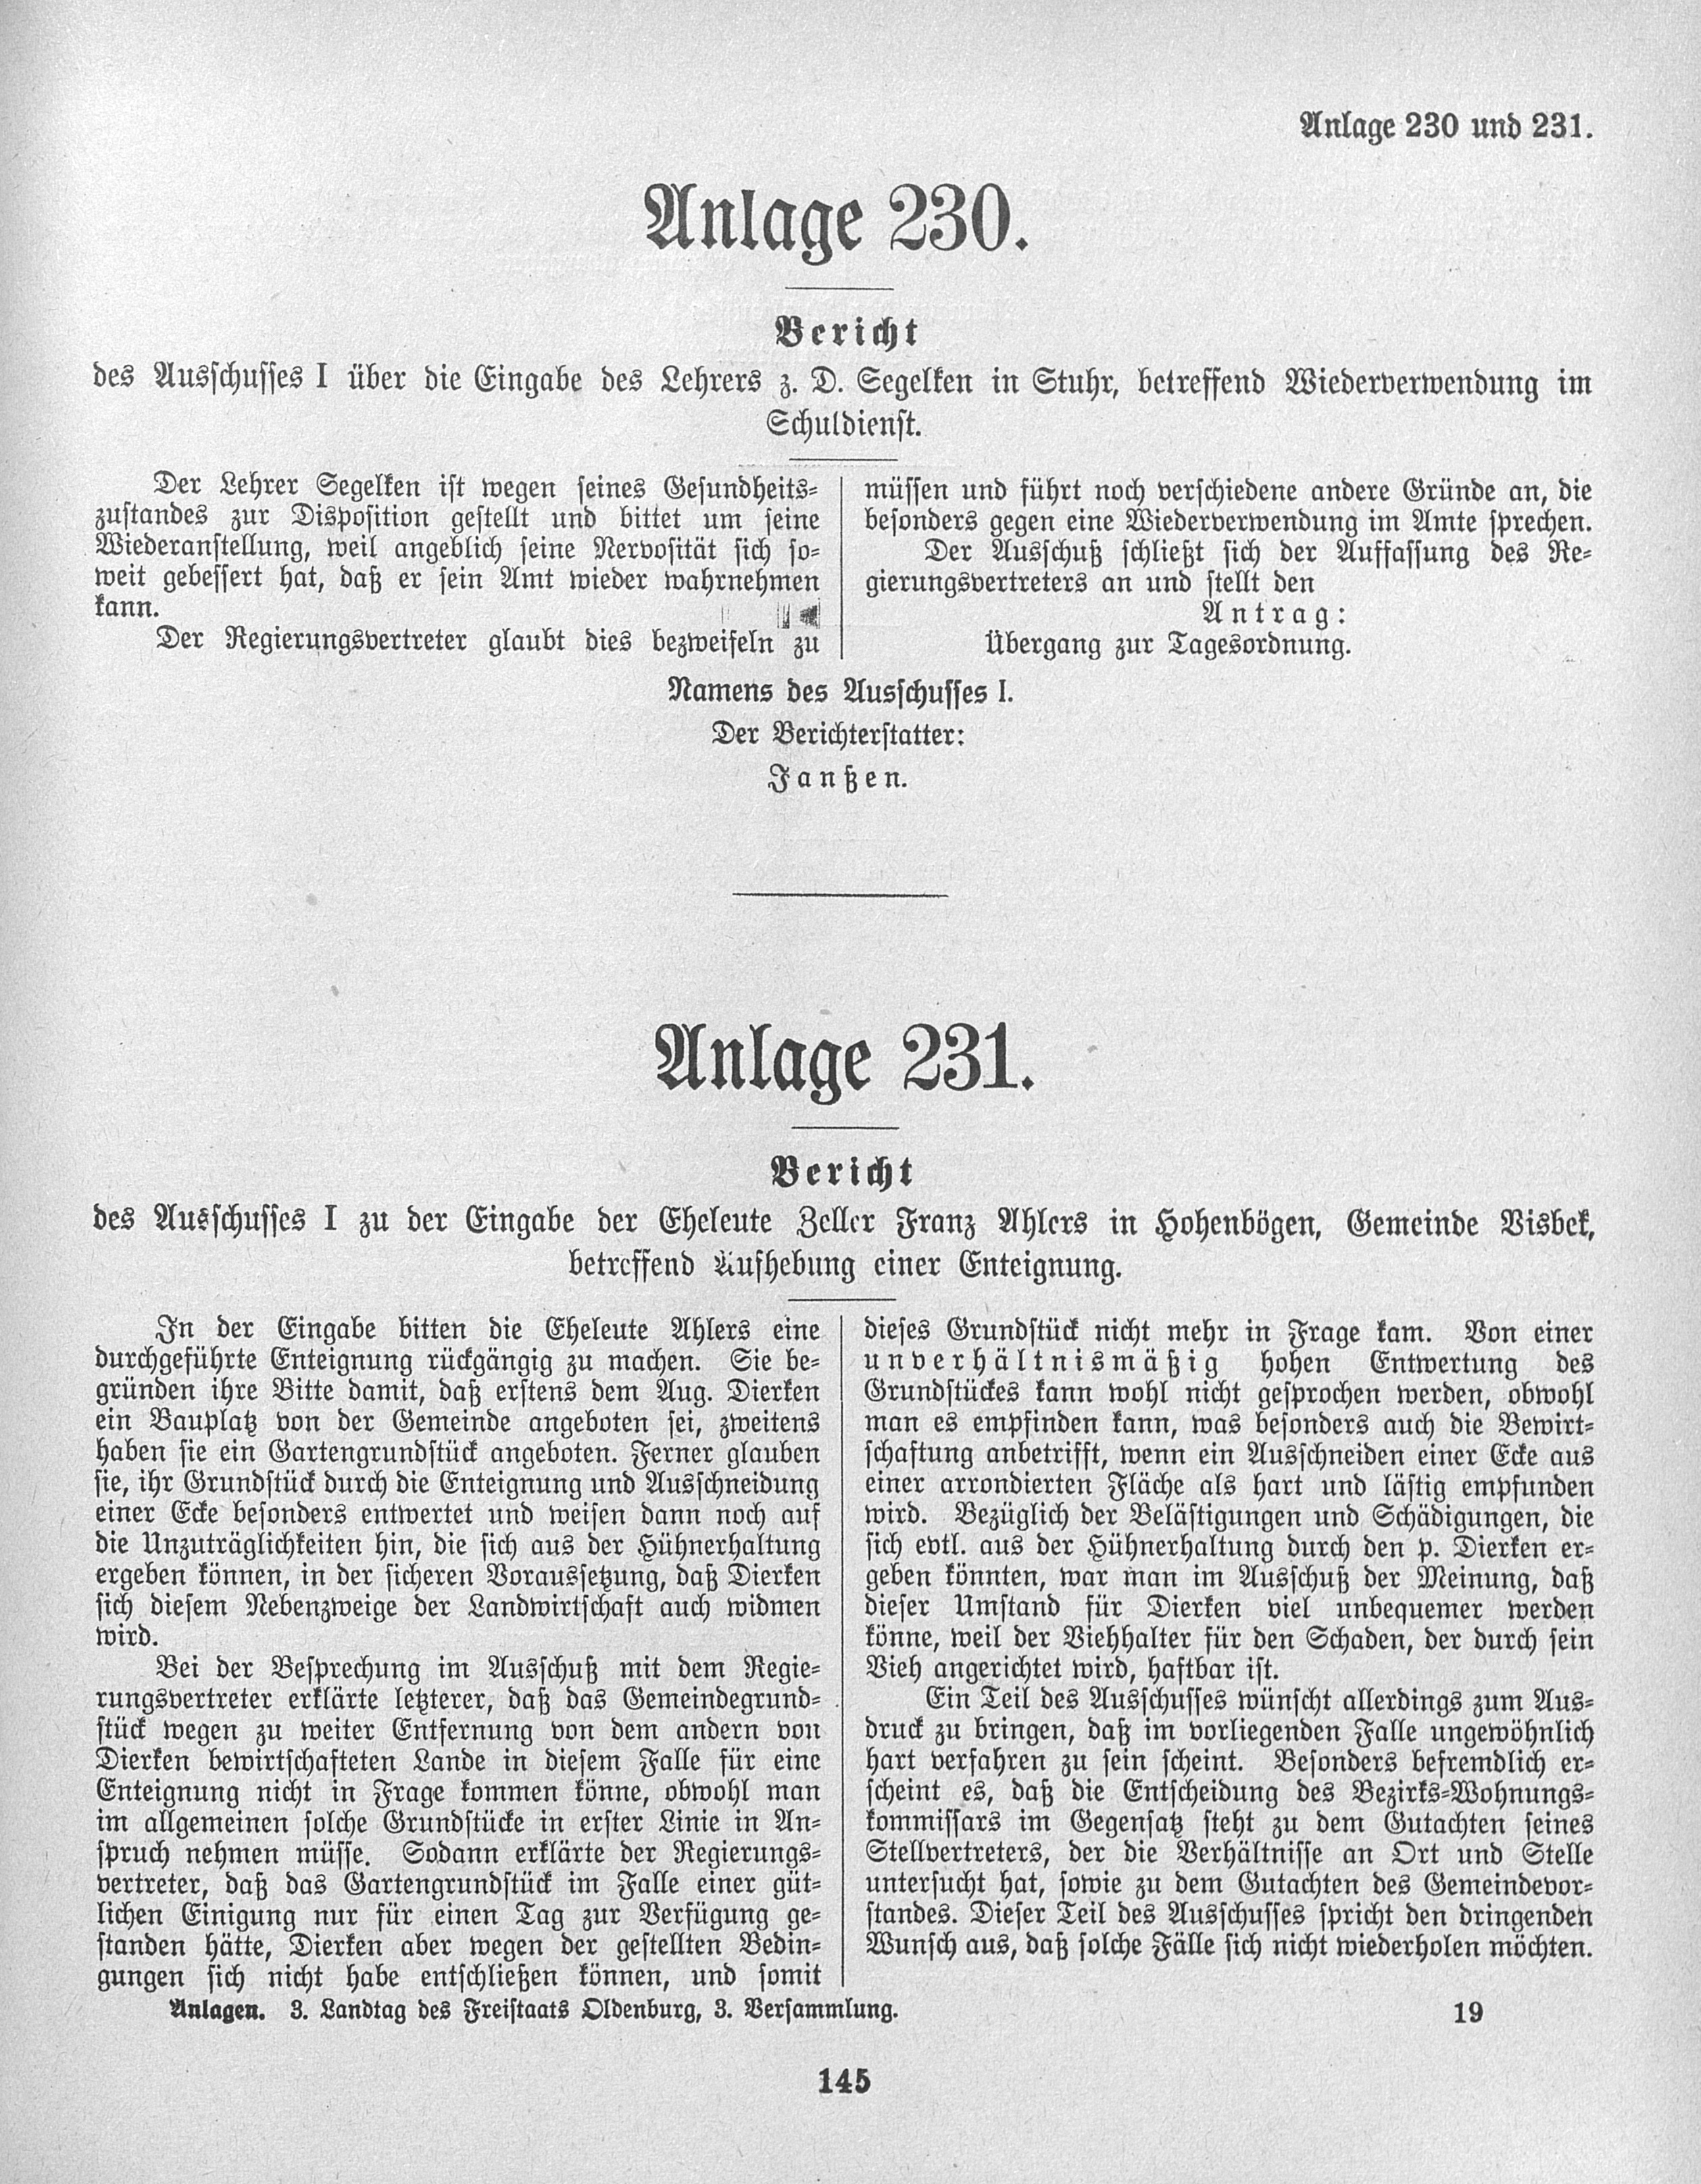 Anlage 230 und 231.
Anlage 230.
Bericht
des Ausschusses I über die Eingabe des Lehrers z. D. Segelken in Stuhr, betreffend Wiederverwendung im
Schuldienst.
Der Lehrer Segelken ist wegen seines Gesundheits-
zustandes zur Disposition gestellt und bittet um seine
Wiederanstellung, weil angeblich seine Nervosität sich so-
weit gebessert hat, daß er sein Amt wieder wahrnehmen
kann.
Der Regierungsvertreter glaubt dies bezweifeln zu
müssen und führt noch verschiedene andere Gründe an, die
besonders gegen eine Wiederverwendung im Amte sprechen.
Der Ausschuß schließt sich der Auffassung des Re-
gierungsvertreters an und stellt den
Antrag:
Übergang zur Tagesordnung.
Namens des Ausschusses I.
Der Berichterstatter:
Janßen.
Anlage 231.
Bericht
des Ausschusses I zu der Eingabe der Eheleute Zeller Franz Ahlers in Hohenbögen, Gemeinde Visbek,
betreffend Aufhebung einer Enteignung.
In der Eingabe bitten die Eheleute Ahlers eine
durchgeführte Enteignung rückgängig zu machen. Sie be-
gründen ihre Bitte damit, daß erstens dem Aug. Dierken
ein Bauplatz von der Gemeinde angeboten sei, zweitens
haben sie ein Gartengrundstück angeboten. Ferner glauben
sie, ihr Grundstück durch die Enteignung und Ausschneidung
einer Ecke besonders entwertet und weisen dann noch auf
die Unzuträglichkeiten hin, die sich aus der Hühnerhaltung
ergeben können, in der sicheren Voraussetzung, daß Dierken
sich diesem Nebenzweige der Landwirtschaft auch widmen
wird.
Bei der Besprechung im Ausschuß mit dem Regie-
rungsvertreter erklärte letzterer, daß das Gemeindegrund-
stück wegen zu weiter Entfernung von dem andern von
Dierken bewirtschafteten Lande in diesem Falle für eine
Enteignung nicht in Frage kommen könne, obwohl man
im allgemeinen solche Grundstücke in erster Linie in An-
spruch nehmen müsse. Sodann erklärte der Regierungs-
vertreter, daß das Gartengrundstück im Falle einer güt-
lichen Einigung nur für einen Tag zur Verfügung ge-
standen hätte, Dierken aber wegen der gestellten Bedin-
gungen sich nicht habe entschließen können, und somit
dieses Grundstück nicht mehr in Frage kam. Von einer
unverhältnismäßig hohen Entwertung des
Grundstückes kann wohl nicht gesprochen werden, obwohl
man es empfinden kann, was besonders auch die Bewirt-
schaftung anbetrifft, wenn ein Ausschneiden einer Ecke aus
einer arrondierten Fläche als hart und lästig empfunden
wird. Bezüglich der Belästigungen und Schädigungen, die
sich evtl. aus der Hühnerhaltung durch den p. Dierken er-
geben könnten, war man im Ausschuß der Meinung, daß
dieser Umstand für Dierken viel unbequemer werden
könne, weil der Viehhalter für den Schaden, der durch sein
Vieh angerichtet wird, haftbar ist.
Ein Teil des Ausschusses wünscht allerdings zum Aus-
druck zu bringen, daß im vorliegenden Falle ungewöhnlich
hart verfahren zu sein scheint. Besonders befremdlich er-
scheint es, daß die Entscheidung des Bezirks-Wohnungs-
kommissars im Gegensatz steht zu dem Gutachten seines
Stellvertreters, der die Verhältnisse an Ort und Stelle
untersucht hat, sowie zu dem Gutachten des Gemeindevor-
standes. Dieser Teil des Ausschusses spricht den dringenden
Wunsch aus, daß solche Fälle sich nicht wiederholen möchten.
Anlagen. 3. Landtag des Freistaats Oldenburg, 3. Versammlung.
19
145